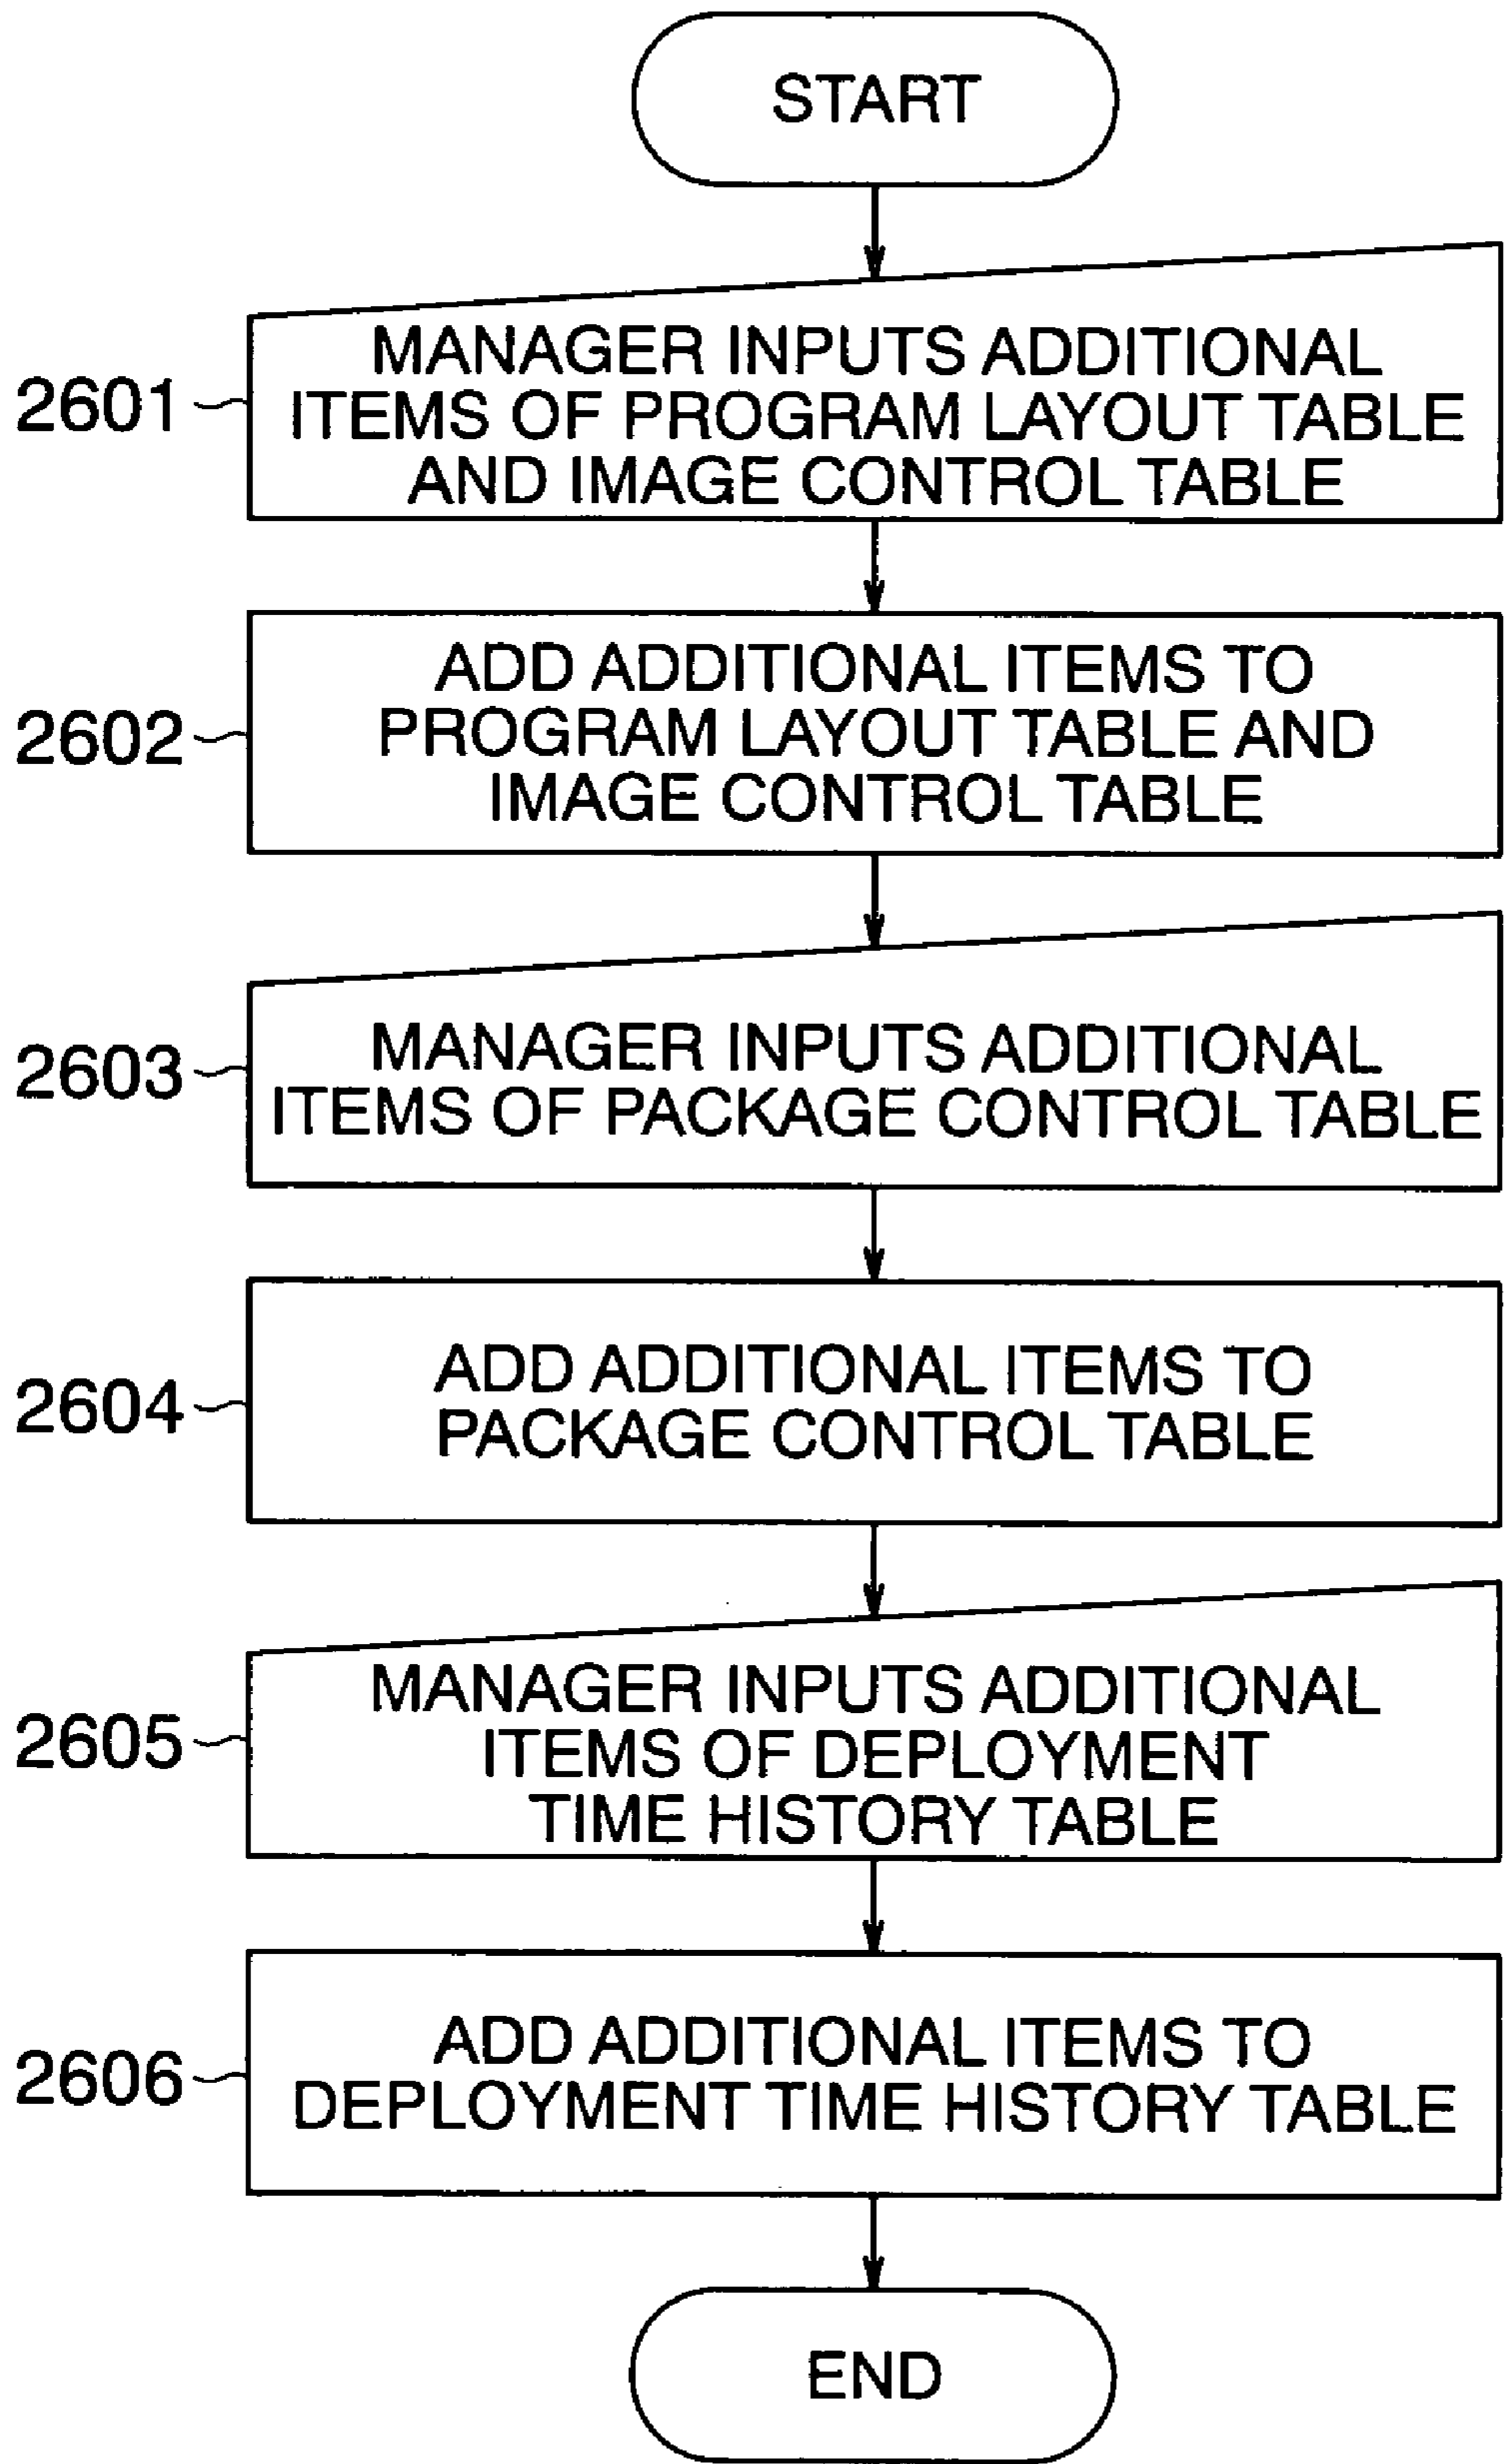 START
2601
MANAGER INPUTS ADDITIONAL
ITEMS OF PROGRAM LAYOUT TABLE
AND IMAGE CONTROL TABLE
2602
ADD ADDITIONAL ITEMS TO
PROGRAM LAYOUT TABLE AND
IMAGE CONTROL TABLE
2603
MANAGER INPUTS ADDITIONAL
ITEMS OF PACKAGE CONTROL TABLE
2604
ADD ADDITIONAL ITEMS TO
PACKAGE CONTROL TABLE
2605
MANAGER INPUTS ADDITIONAL
ITEMS OF DEPLOYMENT
TIME HISTORY TABLE
2606
ADD ADDITIONAL ITEMS TO
DEPLOYMENT TIME HISTORY TABLE
END